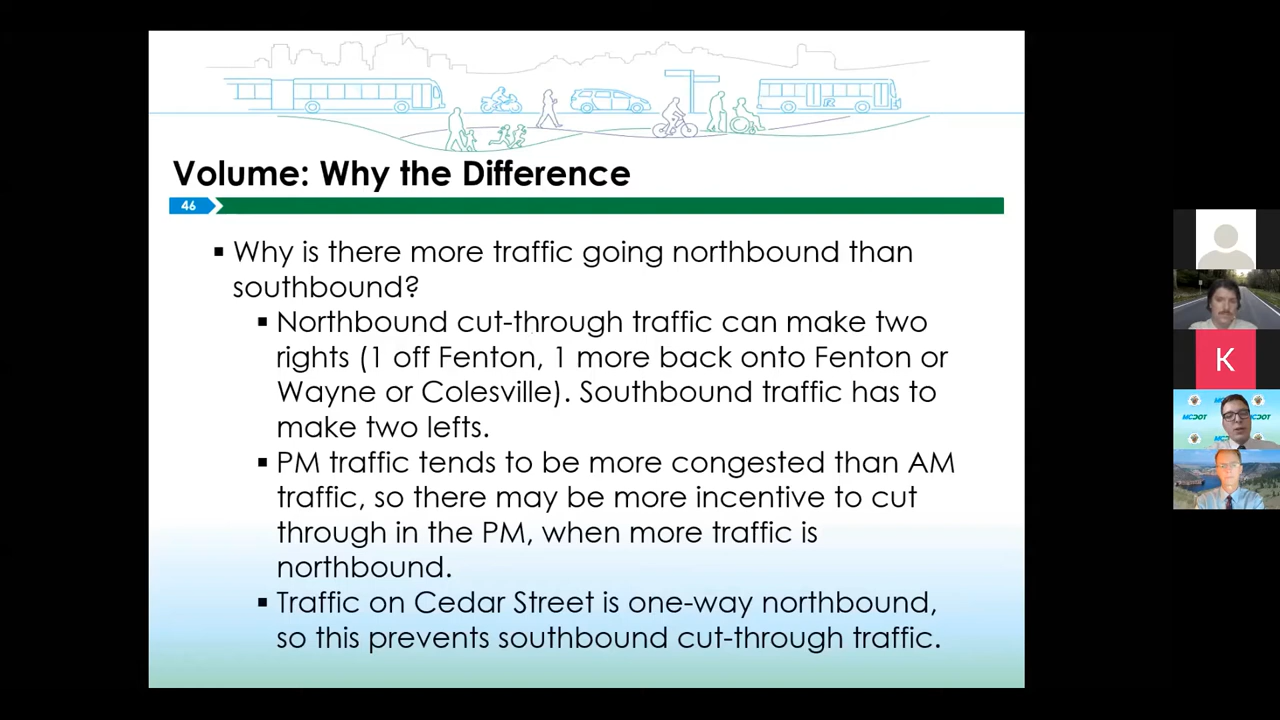 Volume: Why the Difference
46
▪ Why is there more traffic going northbound than
southbound?
▪ Northbound cut-through traffic can make two
rights (1 off Fenton, 1 more back onto Fenton or
Wayne or Colesville). Southbound traffic has to
make two lefts.
▪ PM traffic tends to be more congested than AM
traffic, so there may be more incentive to cut
through in the PM, when more traffic is
northbound.
▪ Traffic on Cedar Street is one-way northbound,
so this prevents southbound cut-through traffic.
K
MCDOT